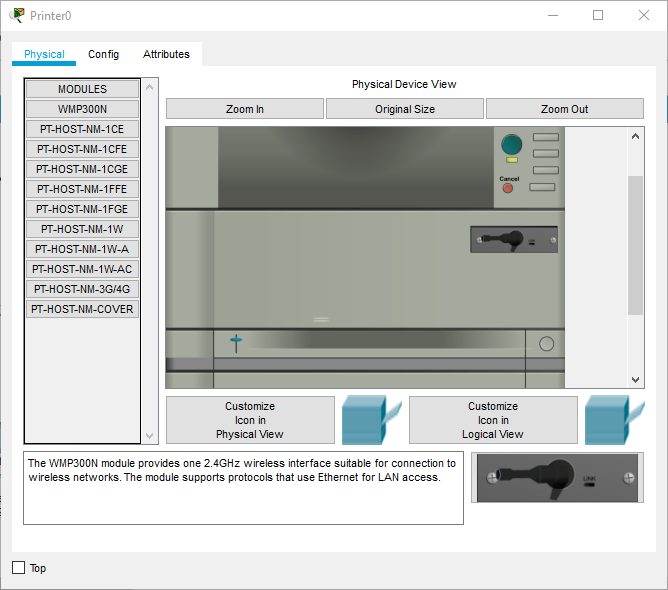 Printer0
Physical
Config
Attributes
MODULES
WMP300N
PT-HOST-NM-1CE
PT-HOST-NM-1CFE
PT-HOST-NM-1CGE
PT-HOST-NM-1FFE
PT-HOST-NM-1FGE
PT-HOST-NM-1W
PT-HOST-NM-1W-A
PT-HOST-NM-1W-AC
PT-HOST-NM-3G/4G
PT-HOST-NM-COVER
Physical Device View
Zoom In
Original Size
Zoom Out
Cancel
Customize
Icon in
Physical View
Customize
Icon in
Logical View
The WMP300N module provides one 2.4GHz wireless interface suitable for connection to
wireless networks. The module supports protocols that use Ethernet for LAN access.
LINK
Top